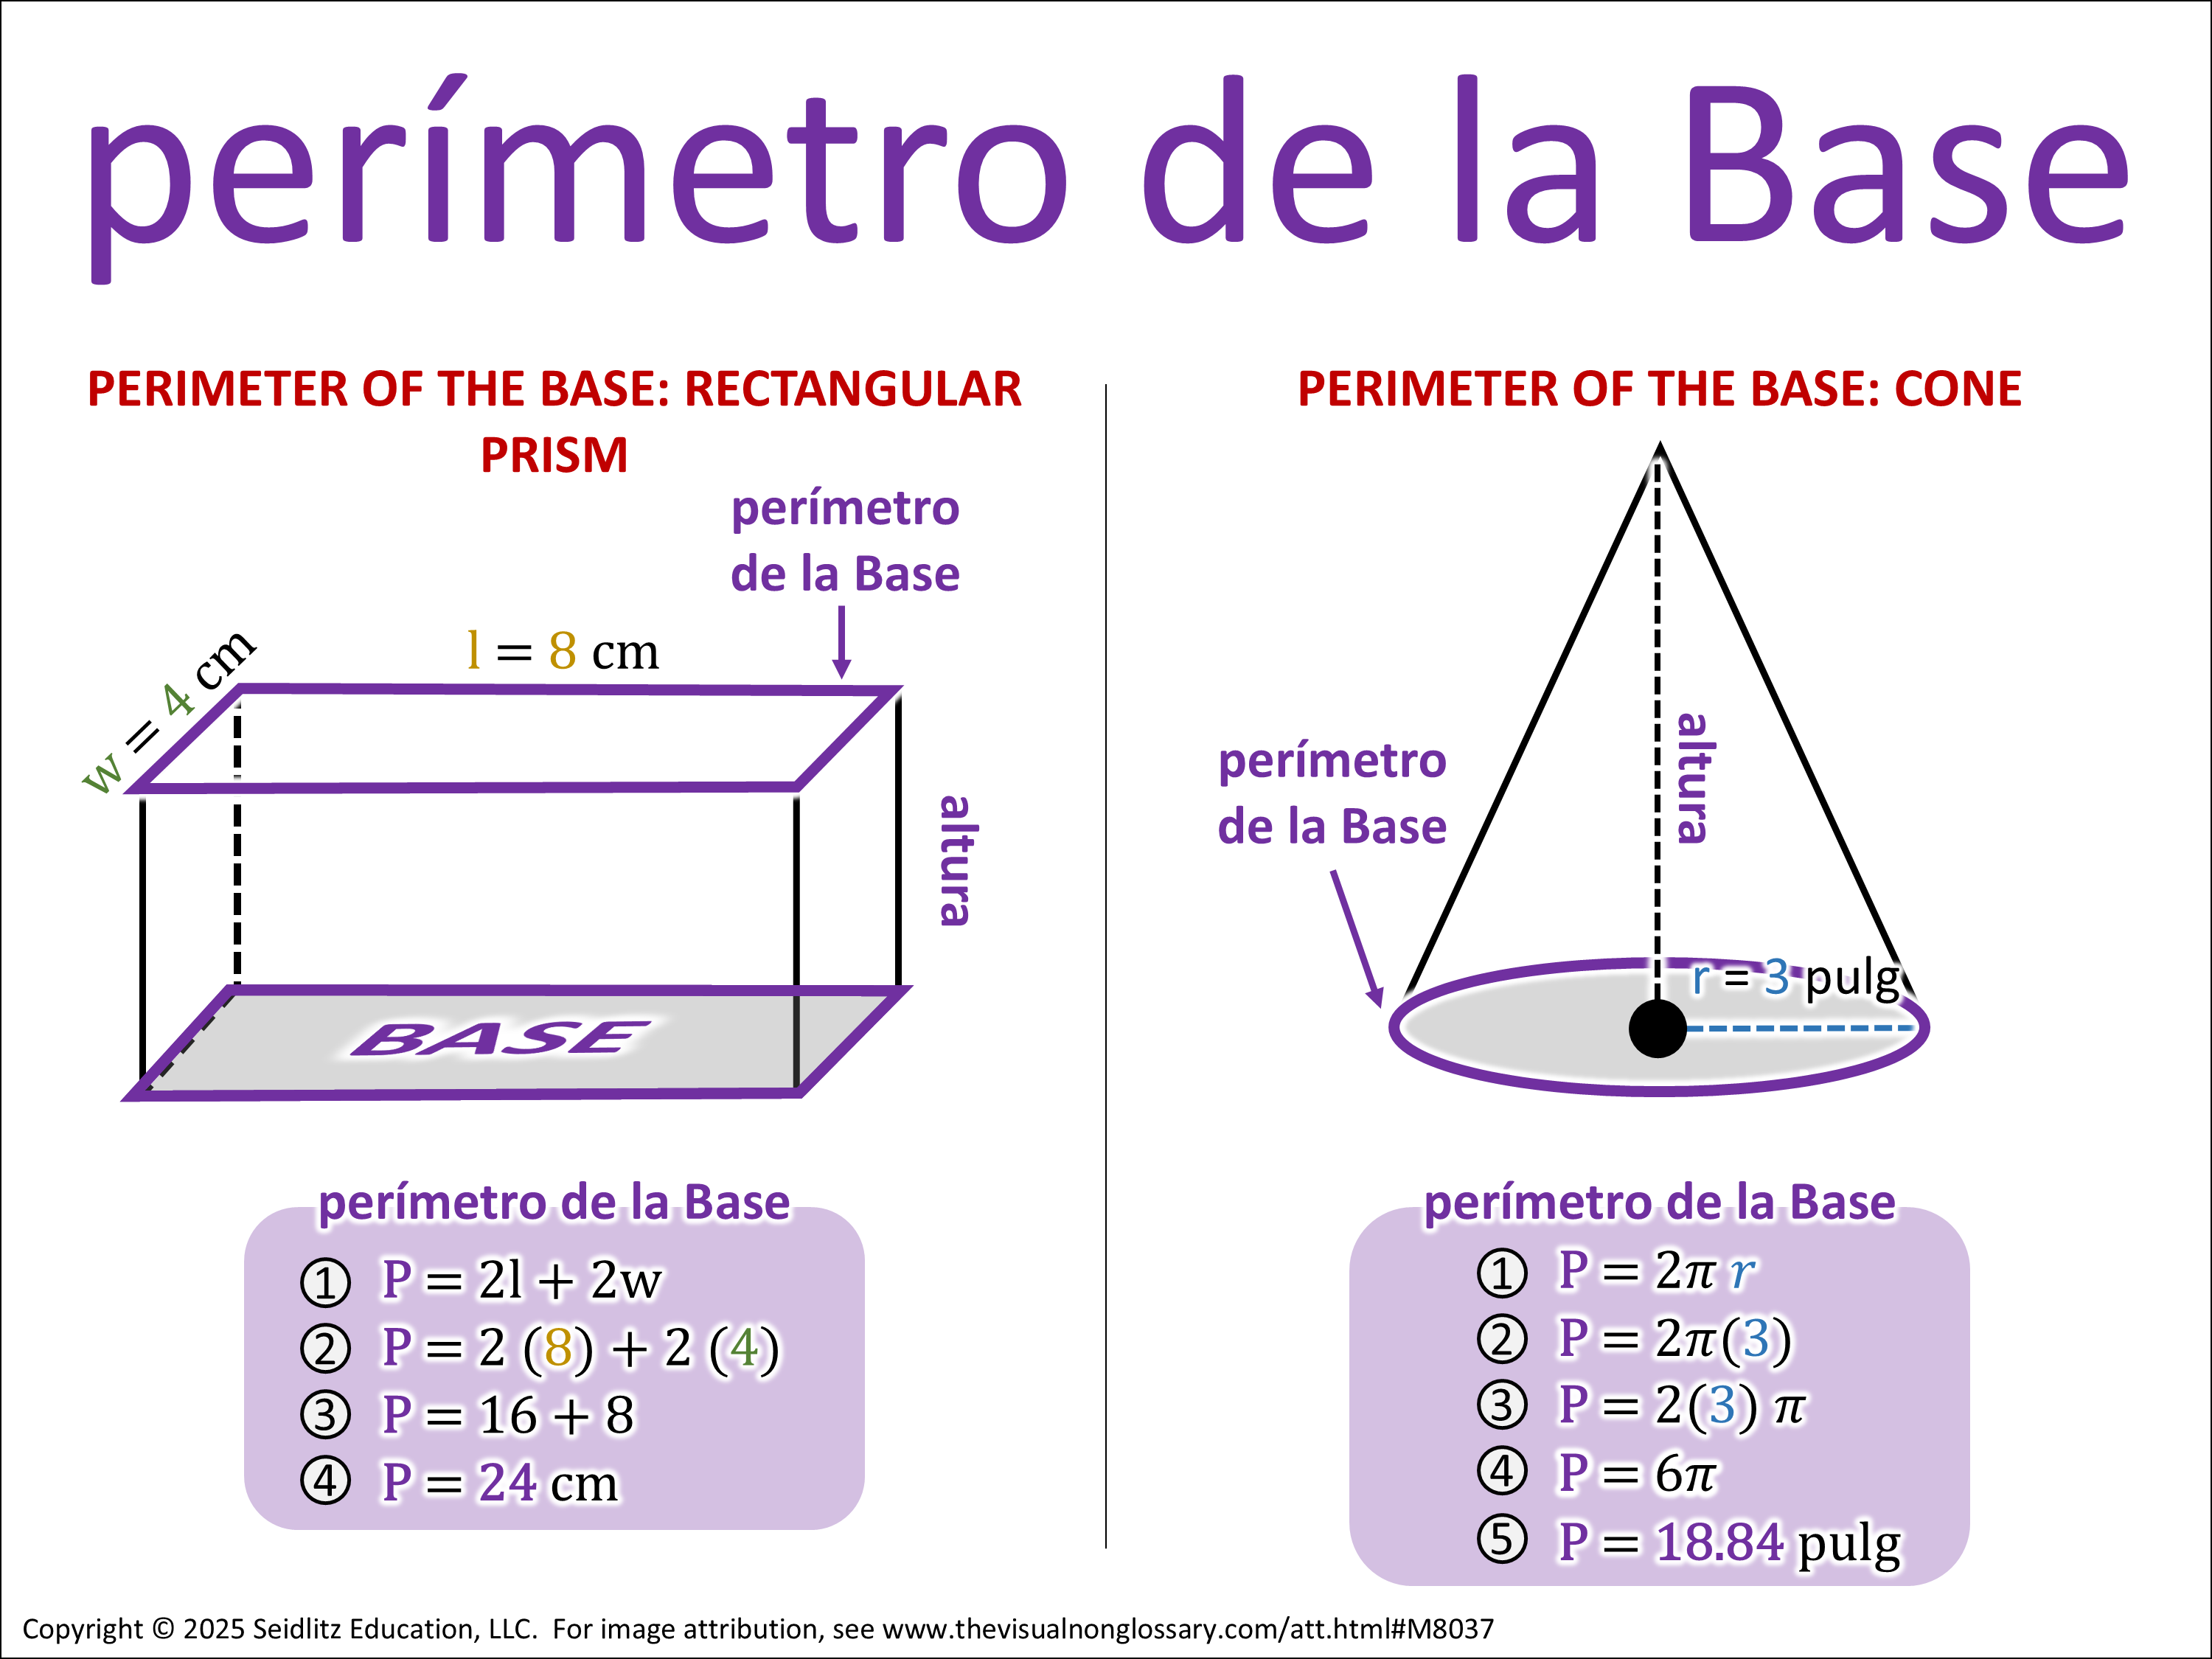 perímetro de la Base
PERIMETER OF THE BASE: RECTANGULAR
PRISM
perímetro
de la Base
l = 8 cm
w = 4 cm
altura
BASE
perímetro de la Base
① P = 2l + 2w
② P = 2 (8) + 2 (4)
③ P = 16 + 8
④ P = 24 cm
PERIMETER OF THE BASE: CONE
altura
perímetro
de la Base
r = 3 pulg
perímetro de la Base
① P = 2π r
② P = 2π(3)
③ P = 2(3) π
④ P = 6π
⑤ P = 18.84 pulg
Copyright © 2025 Seidlitz Education, LLC.  For image attribution, see www.thevisualnonglossary.com/att.html#M8037